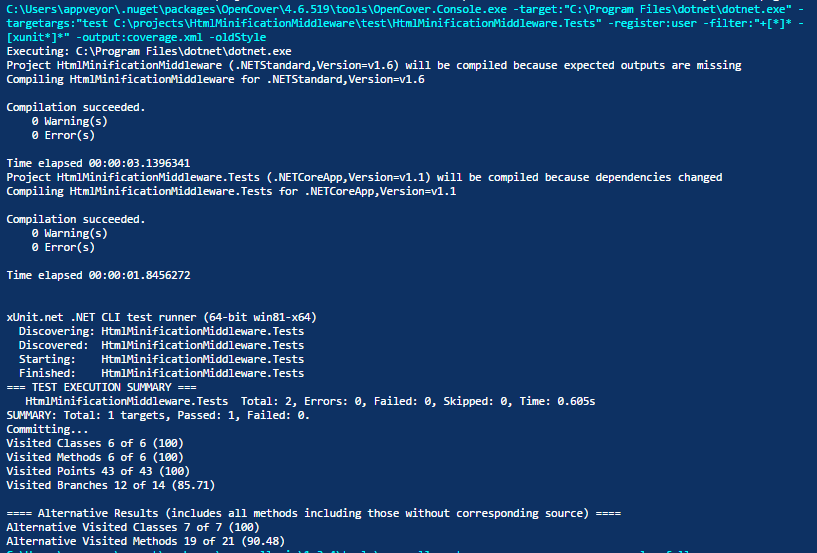 C:\Users\appveyor\.nuget\packages\OpenCover\4.6.519\tools\OpenCover.Console.exe -target:"C:\Program Files\dotnet\dotnet.exe" -
targetargs:"test C:\projects\HtmlMinificationMiddleware\test\HtmlMinificationMiddleware.Tests" -register:user -filter:"+[*]* -
[xunit*]*" -output:coverage.xml -oldStyle
Executing: C:\Program Files\dotnet\dotnet.exe
Project HtmlMinificationMiddleware (.NETStandard,Version=v1.6) will be compiled because expected outputs are missing
Compiling HtmlMinificationMiddleware for .NETStandard,Version=v1.6
Compilation succeeded.
0 Warning(s)
0 Error(s)
Time elapsed 00:00:03.1396341
Project HtmlMinificationMiddleware.Tests (.NETCoreApp,Version=v1.1) will be compiled because dependencies changed
Compiling HtmlMinificationMiddleware.Tests for .NETCoreApp,Version=v1.1
Compilation succeeded.
0 Warning(s)
0 Error(s)
Time elapsed 00:00:01.8456272
xUnit.net .NET CLI test runner (64-bit win81-x64)
Discovering: HtmlMinificationMiddleware.Tests
Discovered: HtmlMinificationMiddleware.Tests
Starting: HtmlMinificationMiddleware.Tests
Finished: HtmlMinificationMiddleware.Tests
=== TEST EXECUTION SUMMARY ===
HtmlMinificationMiddleware.Tests Total: 2, Errors: 0, Failed: 0, Skipped: 0, Time: 0.605s
SUMMARY: Total: 1 targets, Passed: 1, Failed: 0.
Committing...
Visited Classes 6 of 6 (100)
Visited Methods 6 of 6 (100)
Visited Points 43 of 43 (100)
Visited Branches 12 of 14 (85.71)
==== Alternative Results (includes all methods including those without corresponding source) ====
Alternative Visited Classes 7 of 7 (100)
Alternative Visited Methods 19 of 21 (90.48)